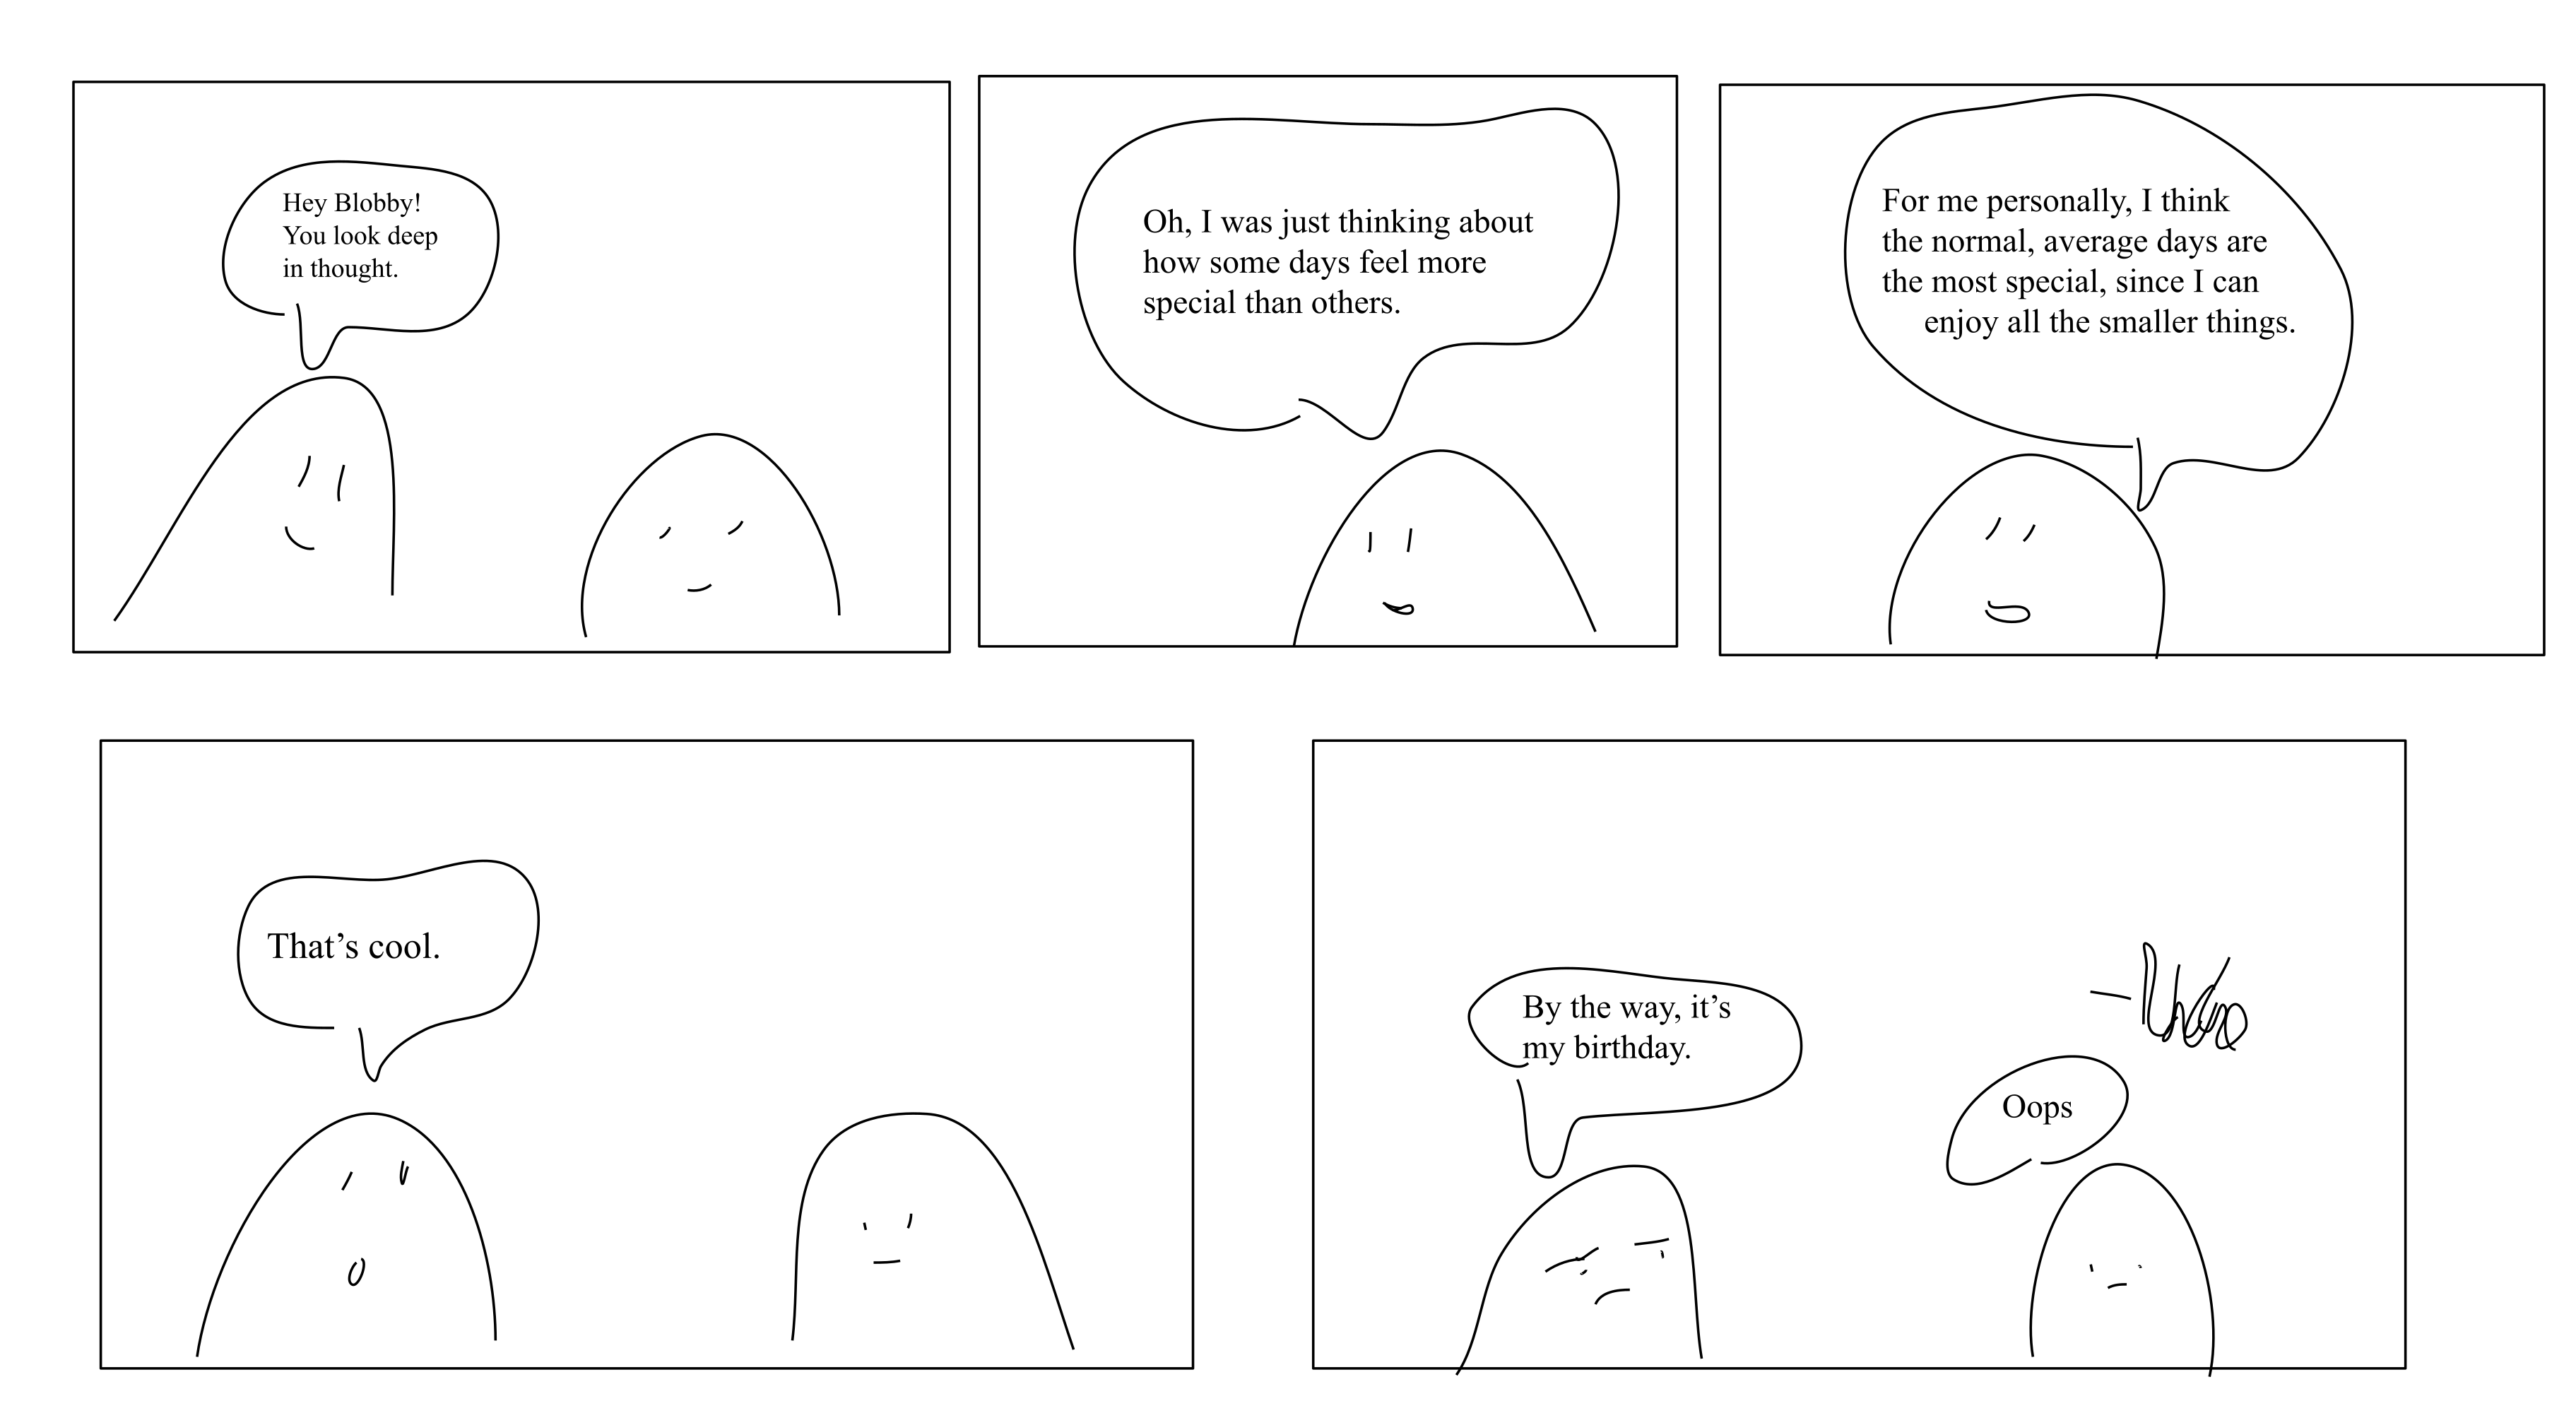 Hey Blobby!
You look deep
in thought.
Oh, I was just thinking about
how some days feel more
special than others.
For me personally, I think
the normal, average days are
the most special, since I can
enjoy all the smaller things.
That’s cool.
By the way, it’s
my birthday.
Oops